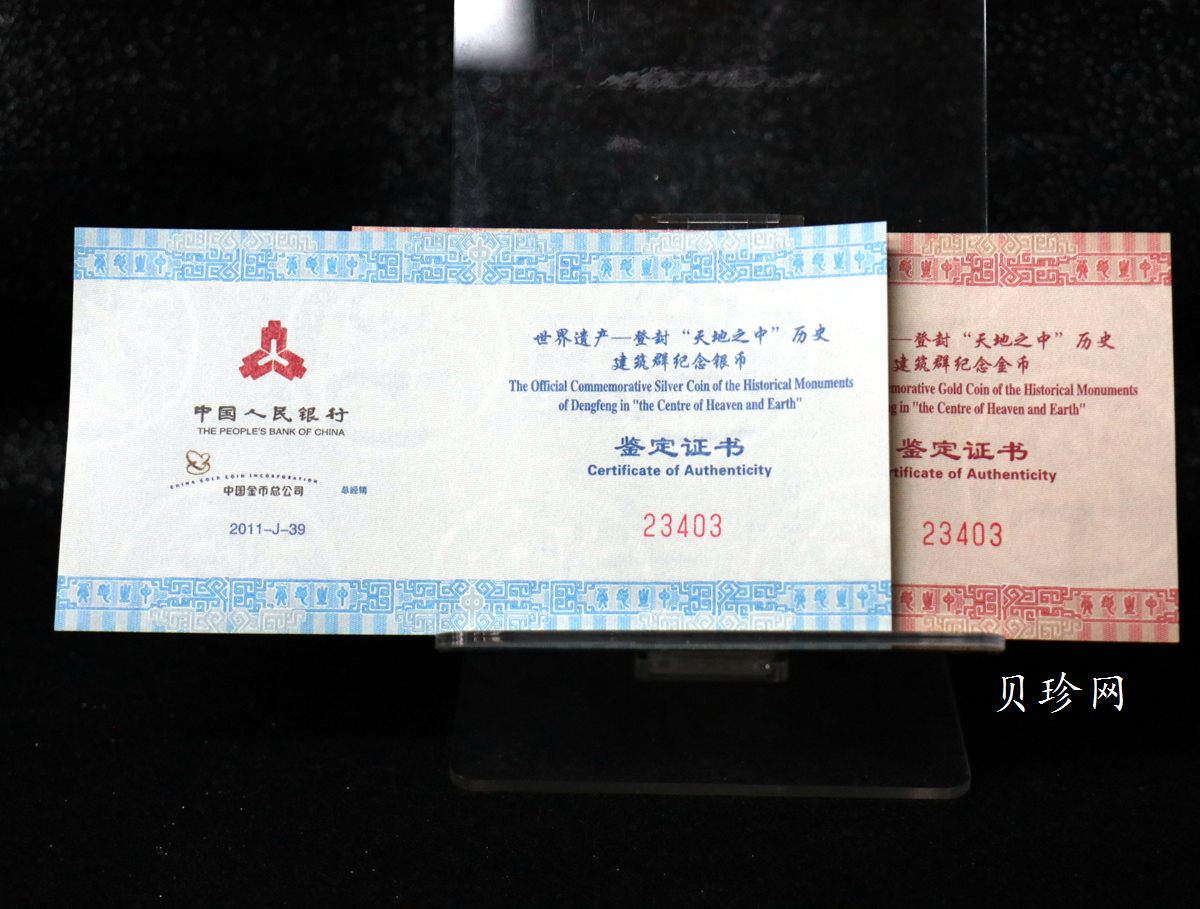 中国人民银行
THE PEOPLE'S BANK OF CHINA
CHINA GOLD COIN INCORPORATION
中国金币总公司 总经销
2011-J-39
世界遗产—登封“天地之中”历史
建筑群纪念银币
The Official Commemorative Silver Coin of the Historical Monuments
of Dengfeng in "the Centre of Heaven and Earth"
鉴定证书
Certificate of Authenticity
23403
—登封“天地之中”历史
建筑群纪念金币
morative Gold Coin of the Historical Monuments
g in "the Centre of Heaven and Earth"
鉴定证书
rtificate of Authenticity
23403
贝珍网